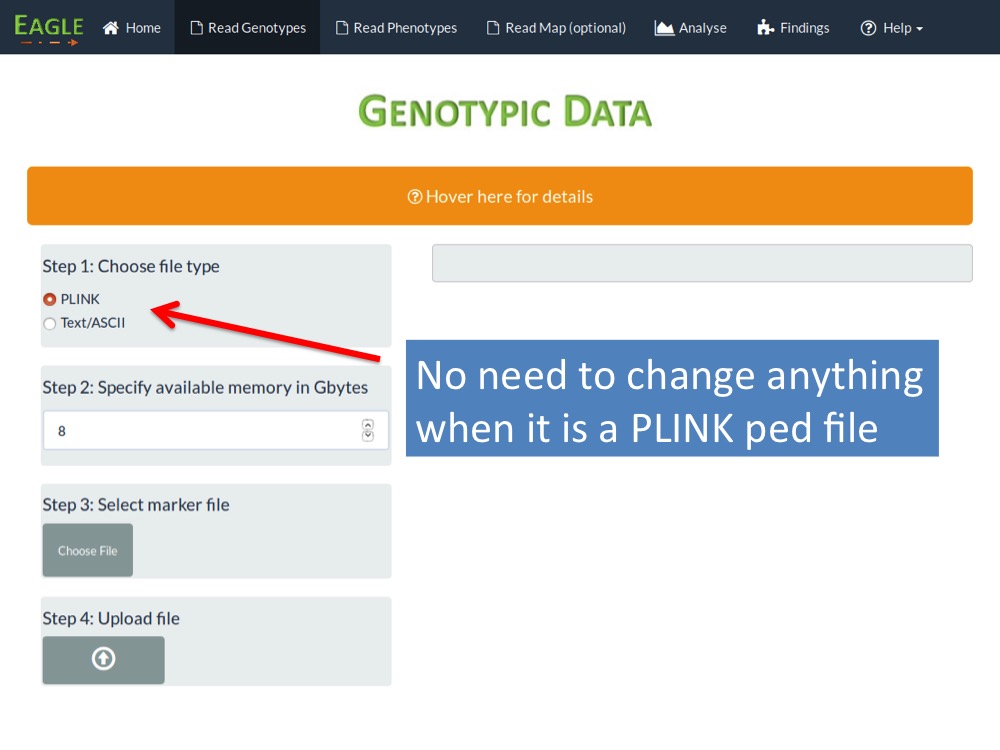 EAGLE Home Read Genotypes Read Phenotypes Read Map (optional) Analyse Findings Help
GENOTYPIC DATA
Hover here for details
Step 1: Choose file type
PLINK
Text/ASCII
Step 2: Specify available memory in Gbytes
8
No need to change anything
when it is a PLINK ped file
Step 3: Select marker file
Choose File
Step 4: Upload file